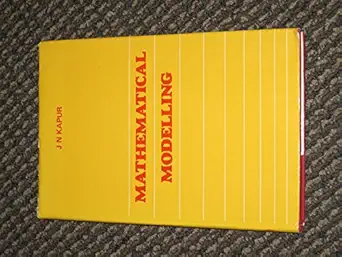 J N KAPUR
MATHEMATICAL
MODELLING